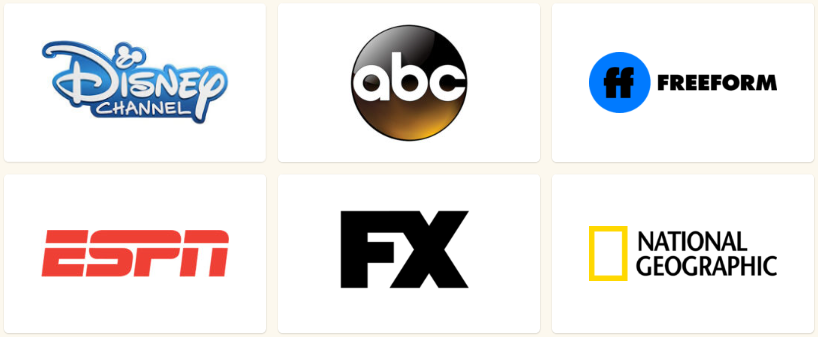 DISNEY
CHANNEL
abc
ff FREEFORM
ESPN
FX
NATIONAL
GEOGRAPHIC